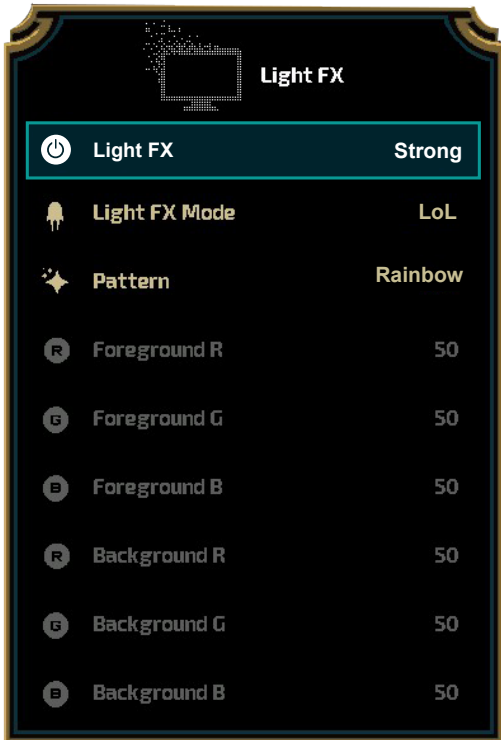 Light FX
Light FX Strong
Light FX Mode LoL
Pattern Rainbow
R Foreground R 50
G Foreground G 50
B Foreground B 50
R Background R 50
G Background G 50
B Background B 50